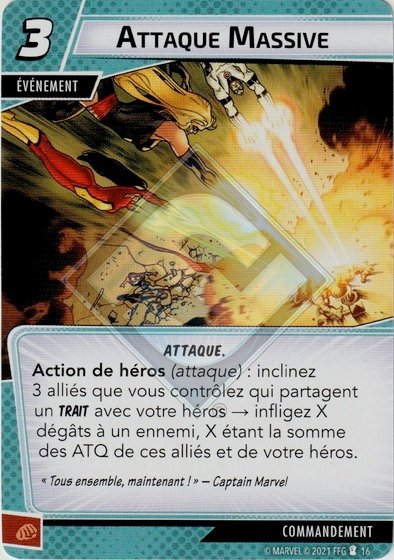 3
ATTAQUE MASSIVE
ÉVÉNEMENT
ATTAQUE.
Action de héros (attaque) : inclinez
3 alliés que vous contrôlez qui partagent
un TRAIT avec votre héros → infligez X
dégâts à un ennemi, X étant la somme
des ATQ de ces alliés et de votre héros.
« Tous ensemble, maintenant ! » – Captain Marvel
COMMANDEMENT
© MARVEL © 2021 FFG 16